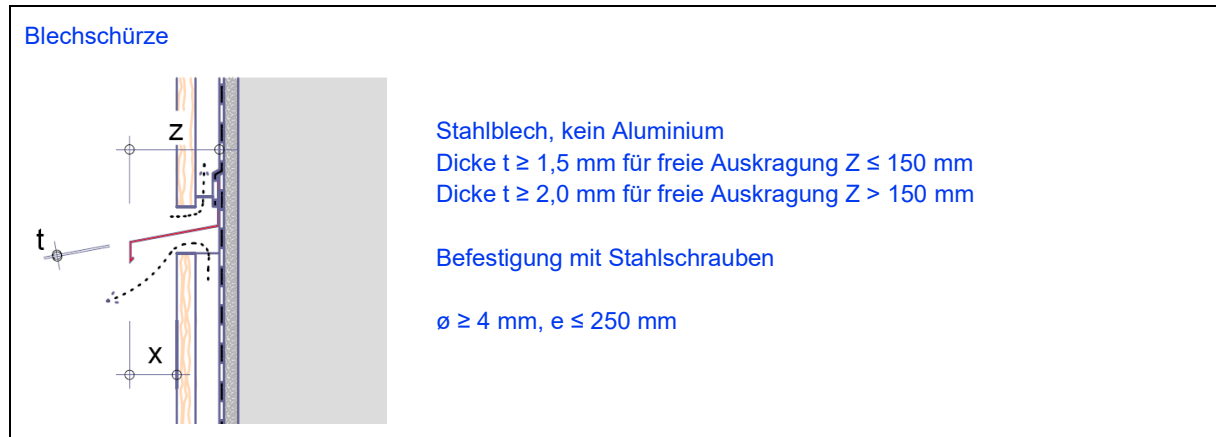 Blechschürze
z
t
x
Stahlblech, kein Aluminium
Dicke t ≥ 1,5 mm für freie Auskragung Z ≤ 150 mm
Dicke t ≥ 2,0 mm für freie Auskragung Z > 150 mm
Befestigung mit Stahlschrauben
ø ≥ 4 mm, e ≤ 250 mm